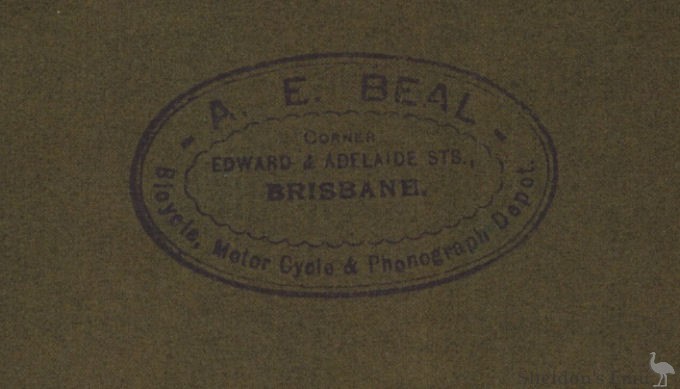 - A. E. BEAL -
CORNER
EDWARD & ADELAIDE STS.,
BRISBANE.
Bicycle, Motor Cycle & Phonograph Depot.